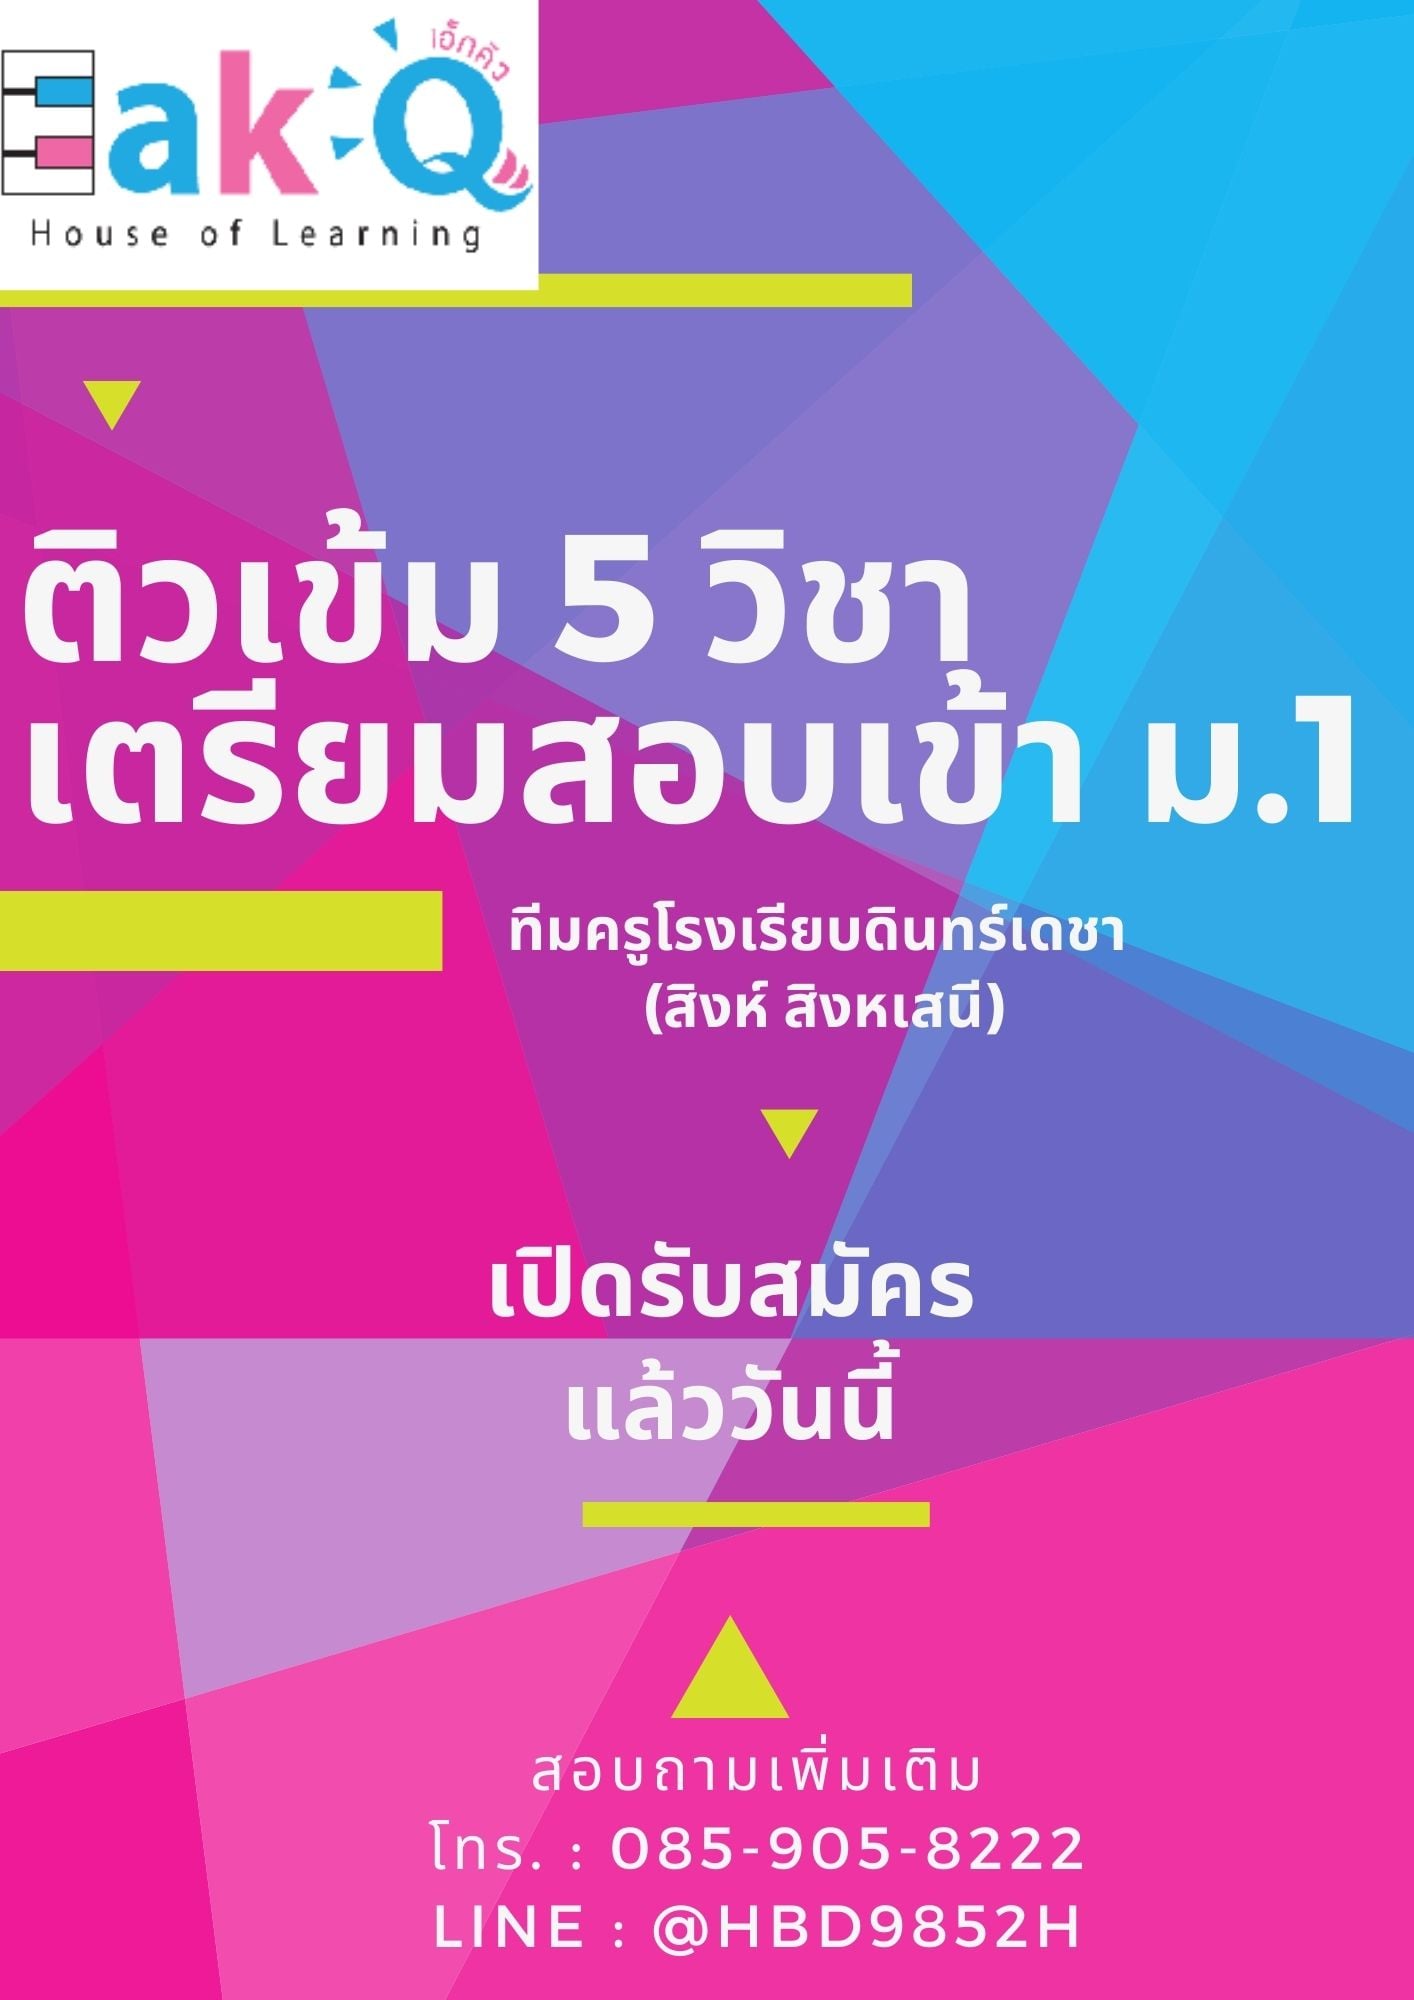 เอ็กคิว
EakQ
House of Learning
ติวเข้ม 5 วิชา
เตรียมสอบเข้า ม.1
ทีมครูโรงเรียบดินทร์เดชา
(สิงห์ สิงหเสนี)
เปิดรับสมัคร
แล้ววันนี้
สอบถามเพิ่มเติม
โทร. : 085-905-8222
LINE : @HBD9852H